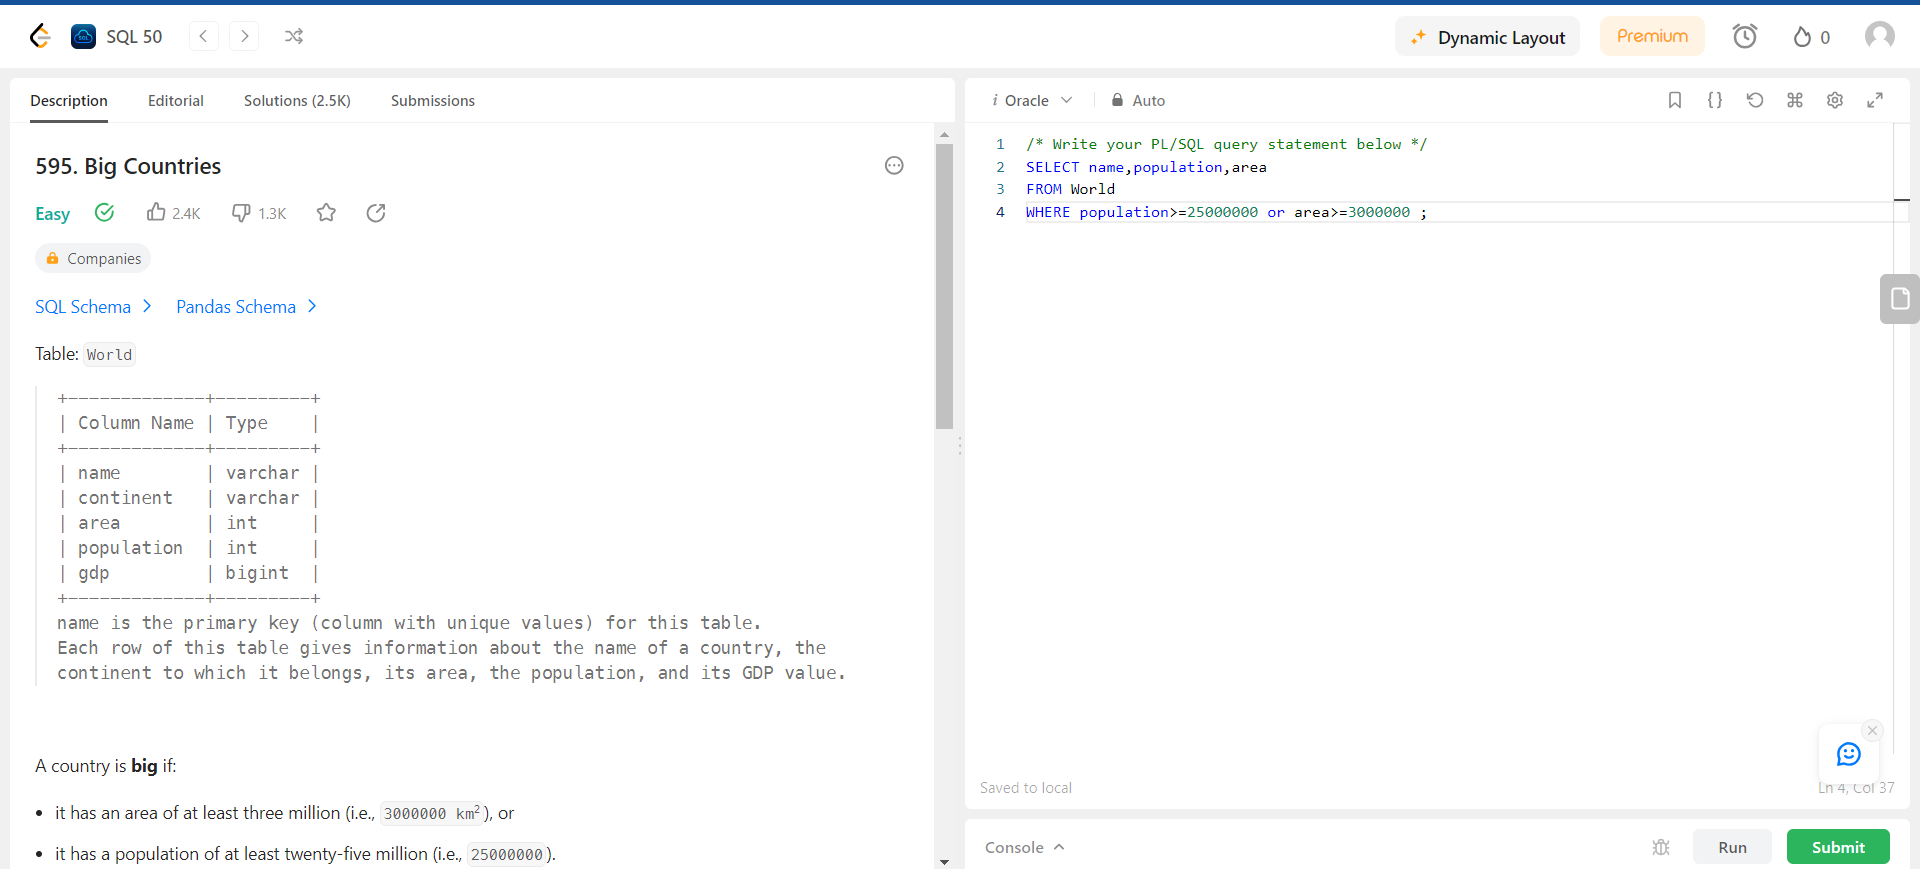 SQL 50
Dynamic Layout
Premium
0
Description Editorial Solutions (2.5K) Submissions
595. Big Countries
Easy 2.4K 1.3K
Companies
SQL Schema Pandas Schema
Table: World
+-------------+---------+
| Column Name | Type    |
+-------------+---------+
| name        | varchar |
| continent   | varchar |
| area        | int     |
| population  | int     |
| gdp         | bigint  |
+-------------+---------+
name is the primary key (column with unique values) for this table.
Each row of this table gives information about the name of a country, the
continent to which it belongs, its area, the population, and its GDP value.
A country is big if:
• it has an area of at least three million (i.e., 3000000 km²), or
• it has a population of at least twenty-five million (i.e., 25000000).
i Oracle Auto
1 /* Write your PL/SQL query statement below */
2 SELECT name,population,area
3 FROM World
4 WHERE population>=25000000 or area>=3000000 ;
Saved to local
Ln 4, Col 37
Console
Run
Submit